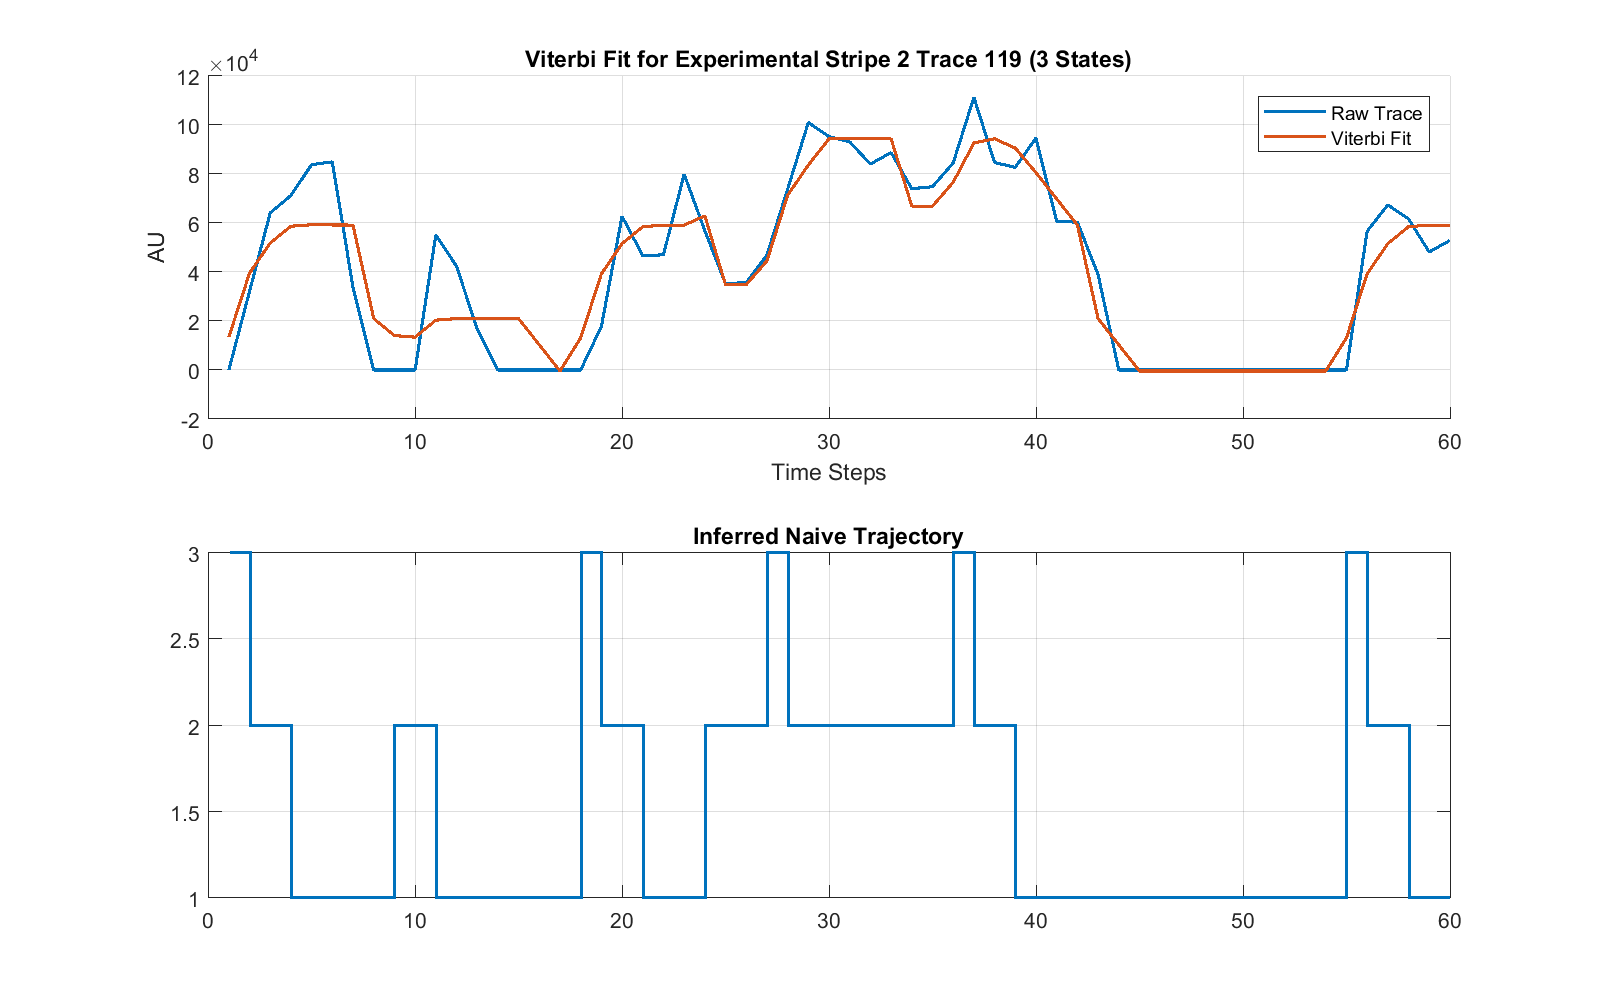 Viterbi Fit for Experimental Stripe 2 Trace 119 (3 States)
×10⁴
12
10
8
6
4
2
0
-2
AU
Raw Trace
Viterbi Fit
0 10 20 30 40 50 60
Time Steps
Inferred Naive Trajectory
3
2.5
2
1.5
1
0 10 20 30 40 50 60